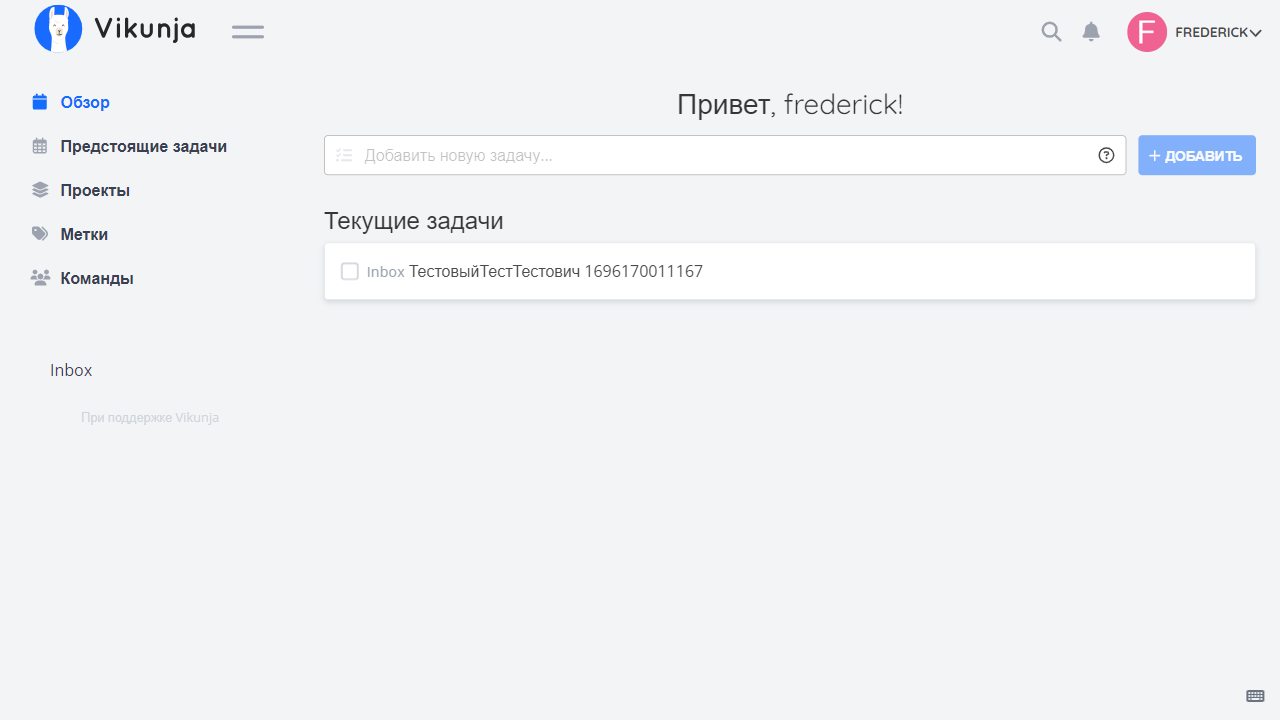 Vikunja
F FREDERICK
Обзор
Предстоящие задачи
Проекты
Метки
Команды
Inbox
При поддержке Vikunja
Привет, frederick!
Добавить новую задачу...
+ ДОБАВИТЬ
Текущие задачи
Inbox ТестовыйТестТестович 1696170011167